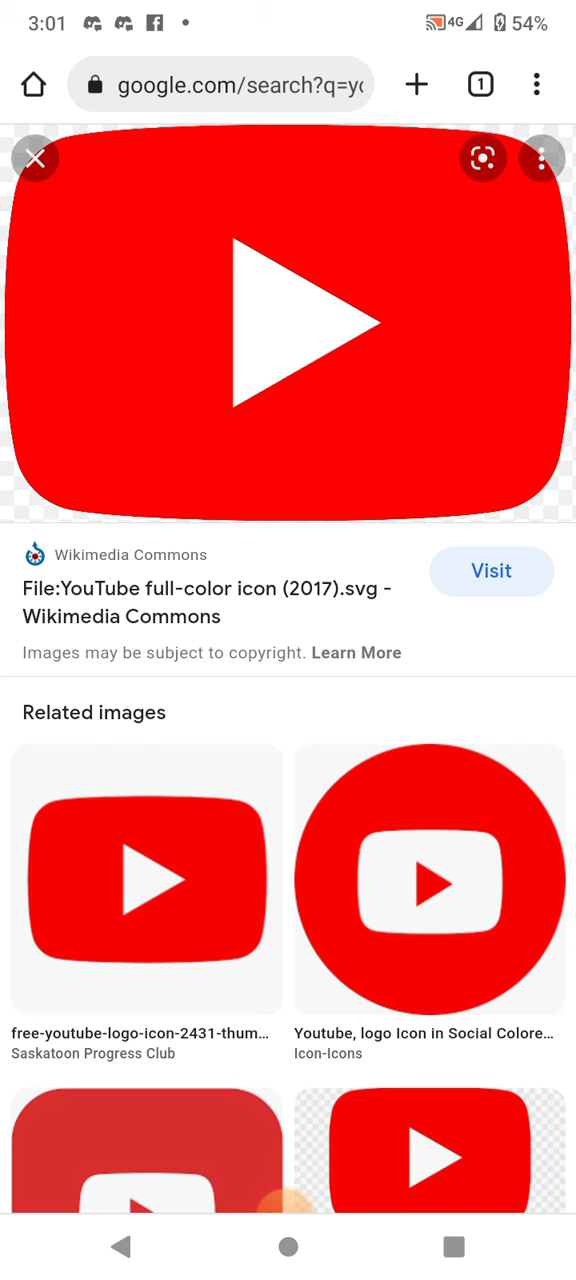 3:01
4G
54%
google.com/search?q=yo
1
Wikimedia Commons
File:YouTube full-color icon (2017).svg -
Wikimedia Commons
Visit
Images may be subject to copyright. Learn More
Related images
free-youtube-logo-icon-2431-thum...
Saskatoon Progress Club
Youtube, logo Icon in Social Colore...
Icon-Icons